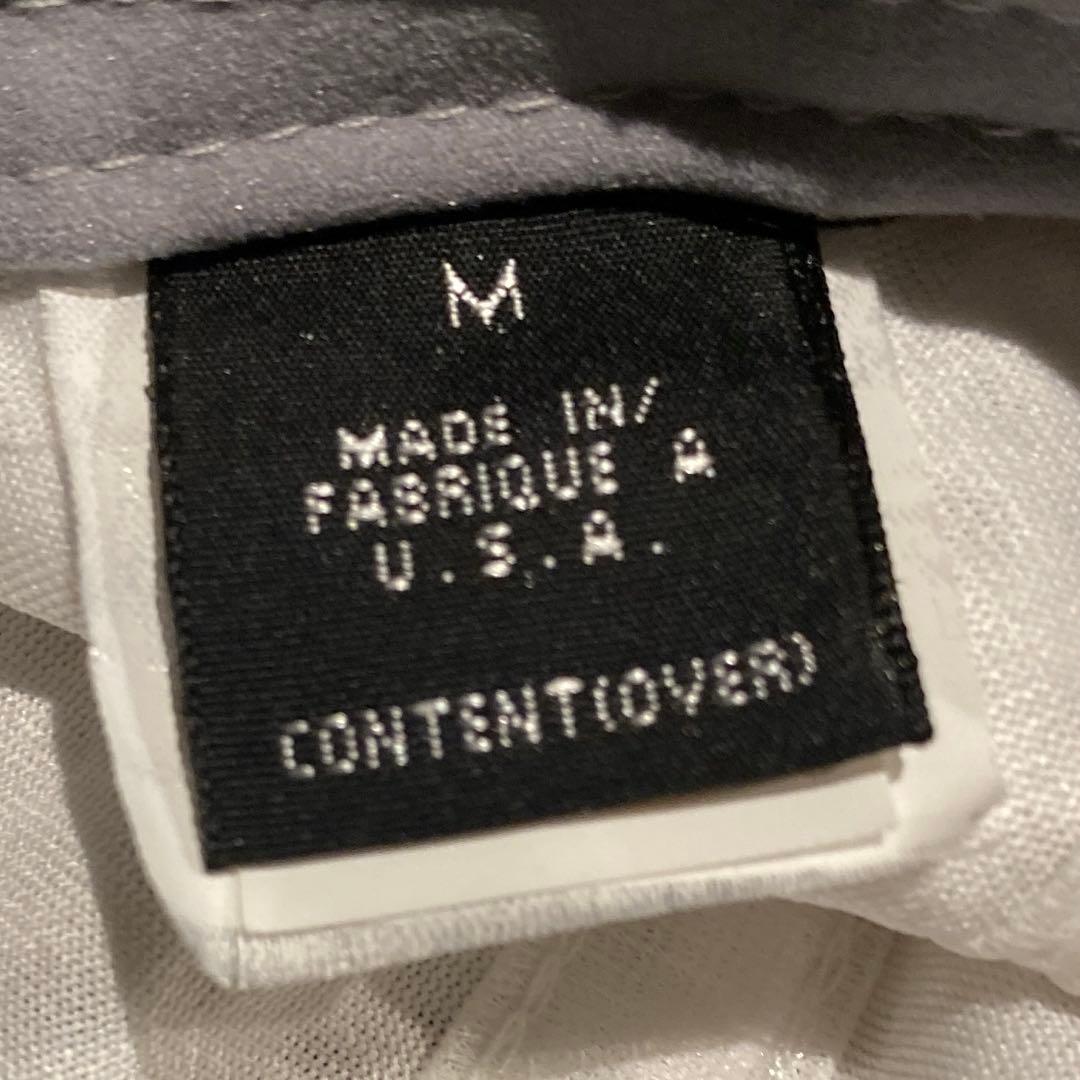 M
MADE IN/
FABRIQUE A
U.S.A.
CONTENT(OVER)